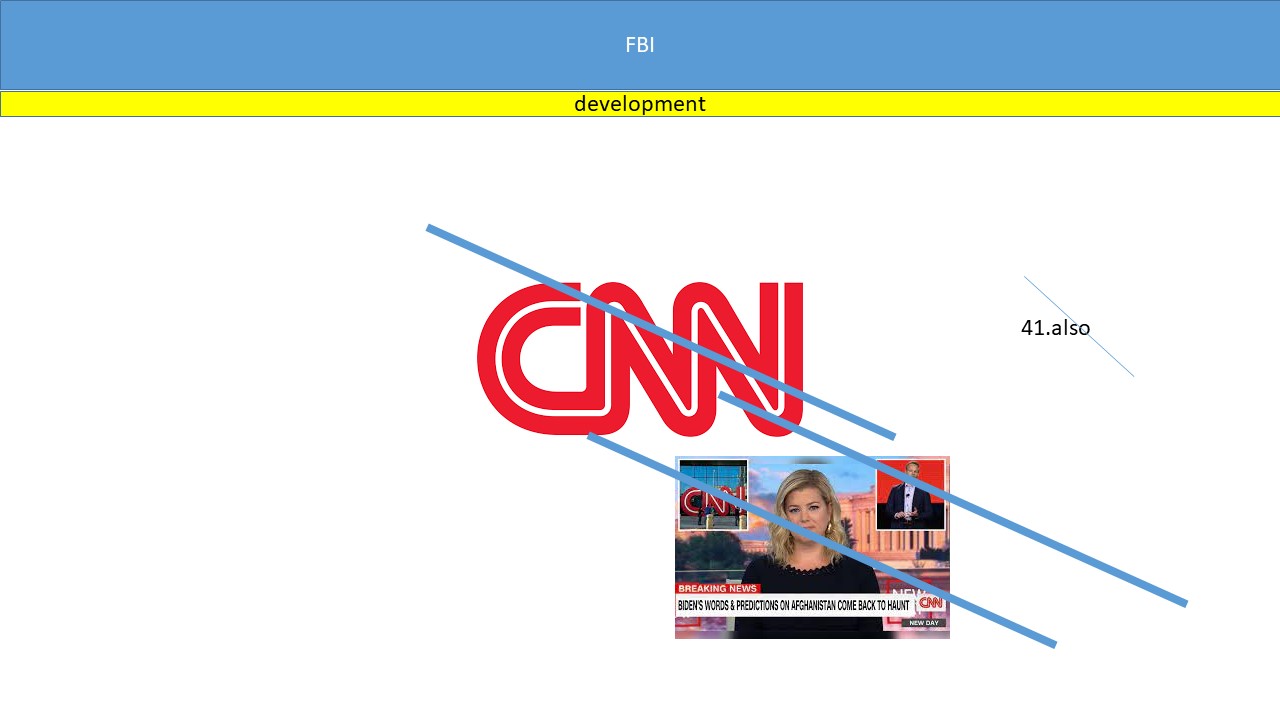 FBI
development
CNN
41.also
CNN
BREAKING NEWS
BIDEN'S WORDS & PREDICTIONS ON AFGHANISTAN COME BACK TO HAUNT
CNN
NEW DAY